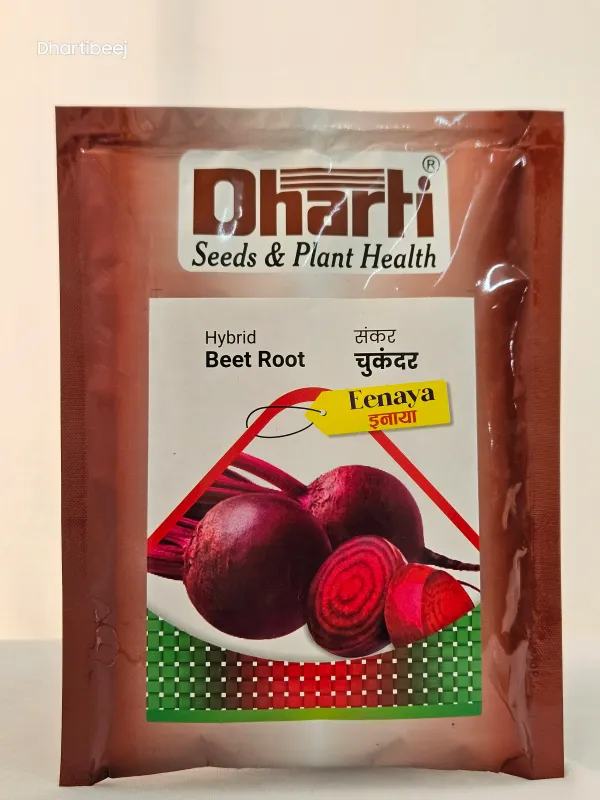 Dhartibeej
Dharti®
Seeds & Plant Health
Hybrid
Beet Root
संकर
चुकंदर
Eenaya
इनाया